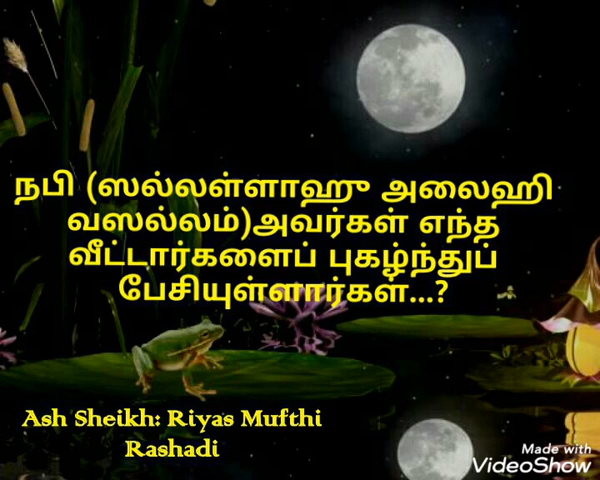 நபி (ஸல்லள்ளாஹு அலைஹி
வஸல்லம்)அவர்கள் எந்த
வீட்டார்களைப் புகழ்ந்துப்
பேசியுள்ளார்கள்...?
Ash Sheikh: Riyas Mufthi
Rashadi
Made with
VideoShow